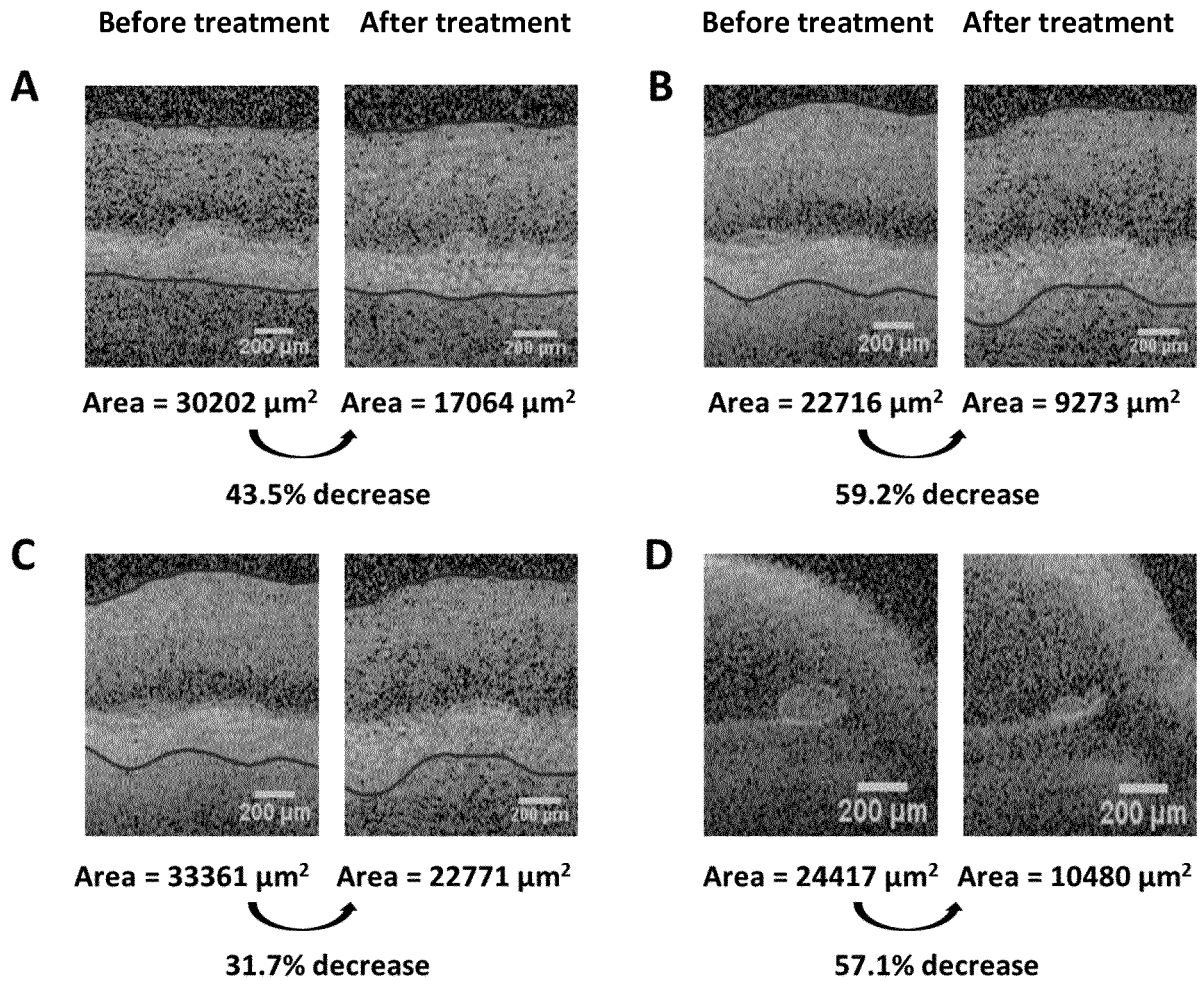 Before treatment After treatment Before treatment After treatment
A B
200 µm 200 µm 200 µm 200 µm
Area = 30202 µm² Area = 17064 µm² Area = 22716 µm² Area = 9273 µm²
43.5% decrease 59.2% decrease
C D
200 µm 200 µm 200 µm 200 µm
Area = 33361 µm² Area = 22771 µm² Area = 24417 µm² Area = 10480 µm²
31.7% decrease 57.1% decrease